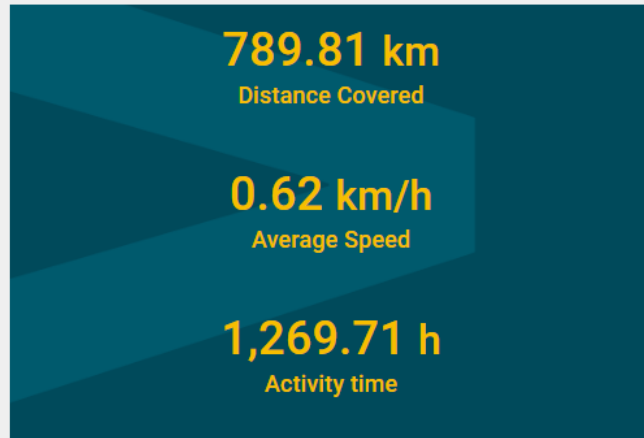 789.81 km
Distance Covered
0.62 km/h
Average Speed
1,269.71 h
Activity time